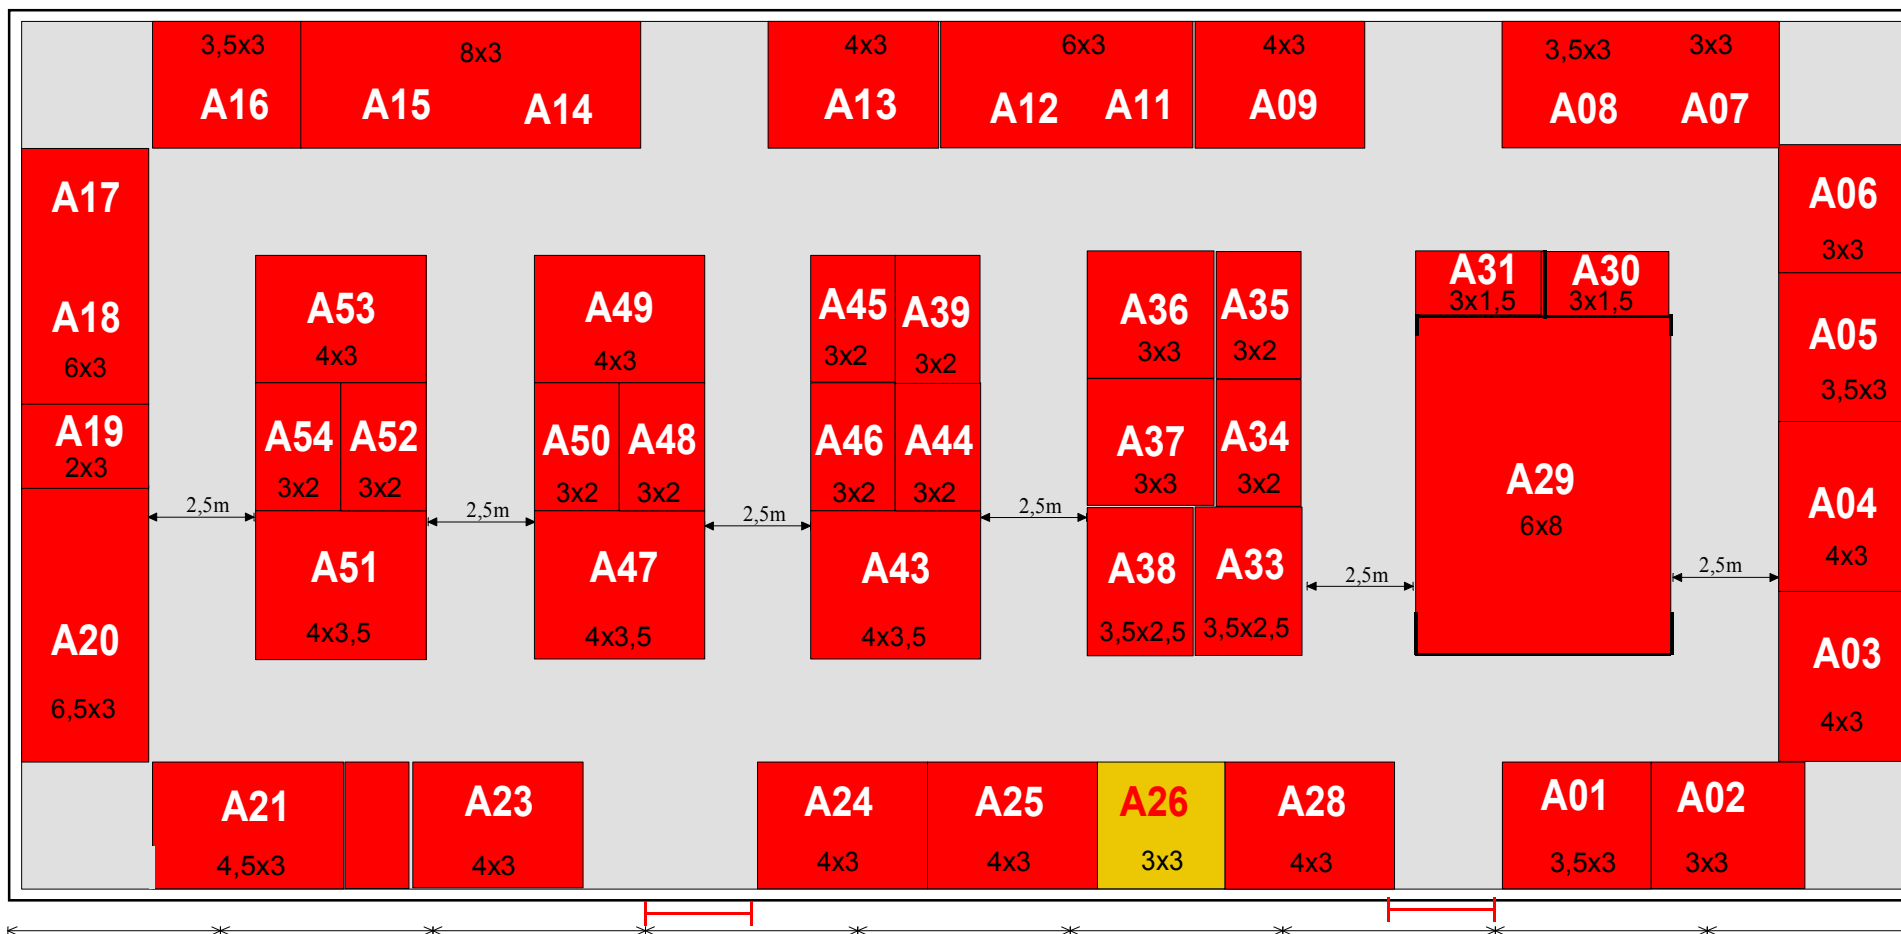 3,5x3
8x3
4x3
6x3
4x3
3,5x3
3x3
A16
A15
A14
A13
A12
A11
A09
A08
A07
A17
A18
6x3
A19
2x3
A20
6,5x3
A53
4x3
A54
3x2
A52
3x2
A51
4x3,5
A49
4x3
A50
3x2
A48
3x2
A47
4x3,5
A45
3x2
A39
3x2
A46
3x2
A44
3x2
A43
4x3,5
A36
3x3
A35
3x2
A37
3x3
A34
3x2
A38
3,5x2,5
A33
3,5x2,5
A31
3x1,5
A30
3x1,5
A29
6x8
A06
3x3
A05
3,5x3
A04
4x3
A03
4x3
2,5m
2,5m
2,5m
2,5m
2,5m
2,5m
A21
4,5x3
A23
4x3
A24
4x3
A25
4x3
A26
3x3
A28
4x3
A01
3,5x3
A02
3x3